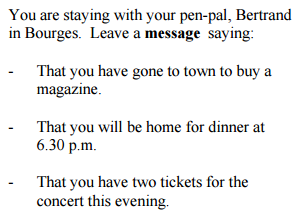 You are staying with your pen-pal, Bertrand
in Bourges.  Leave a message  saying:
-    That you have gone to town to buy a
magazine.
-    That you will be home for dinner at
6.30 p.m.
-    That you have two tickets for the
concert this evening.